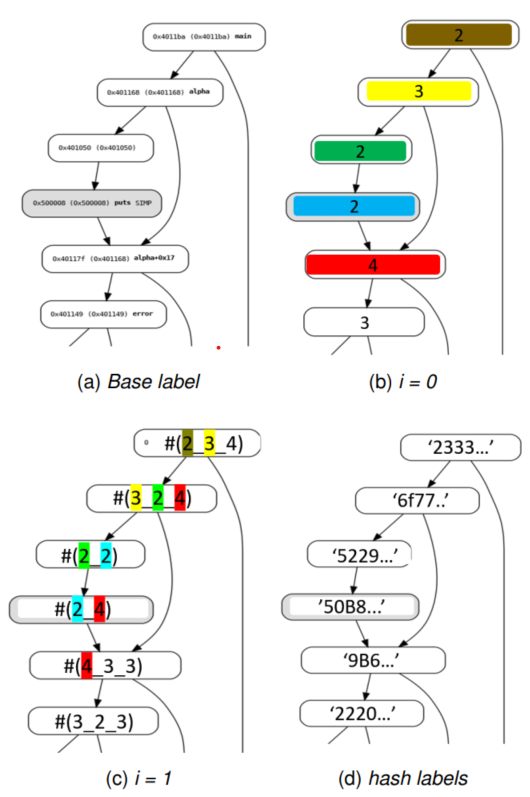 0x4011ba (0x4011ba) main
0x401168 (0x401168) alpha
0x401050 (0x401050)
0x500008 (0x500008) puts SIMP
0x40117f (0x401168) alpha+0x17
0x401149 (0x401149) error
(a) Base label
2
3
2
2
4
3
(b) i = 0
#(2_3_4)
#(3_2_4)
#(2_2)
#(2_4)
#(4_3_3)
#(3_2_3)
(c) i = 1
‘2333...’
‘6f77..’
‘5229...’
’50B8...’
‘9B6...’
‘2220...’
(d) hash labels